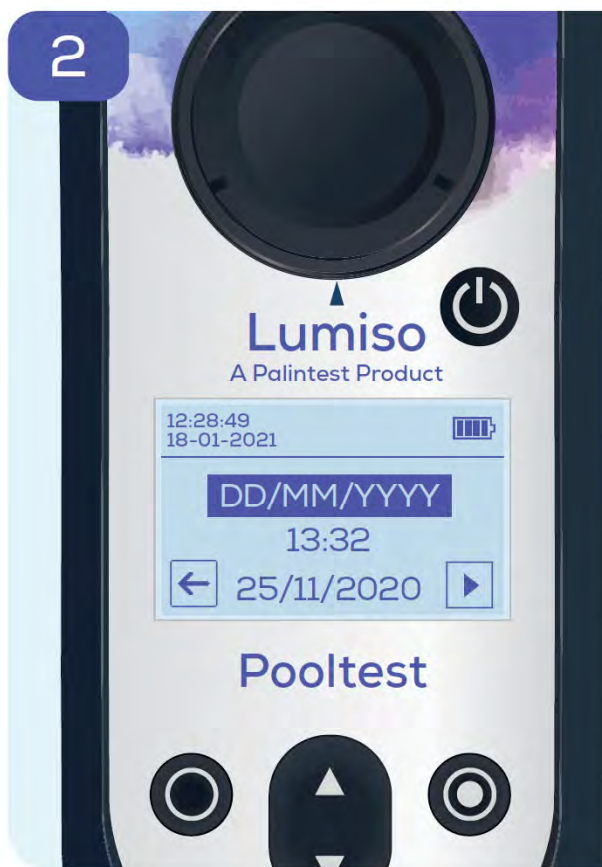 2
Lumiso
A Palintest Product
12:28:49
18-01-2021
DD/MM/YYYY
13:32
25/11/2020
Pooltest